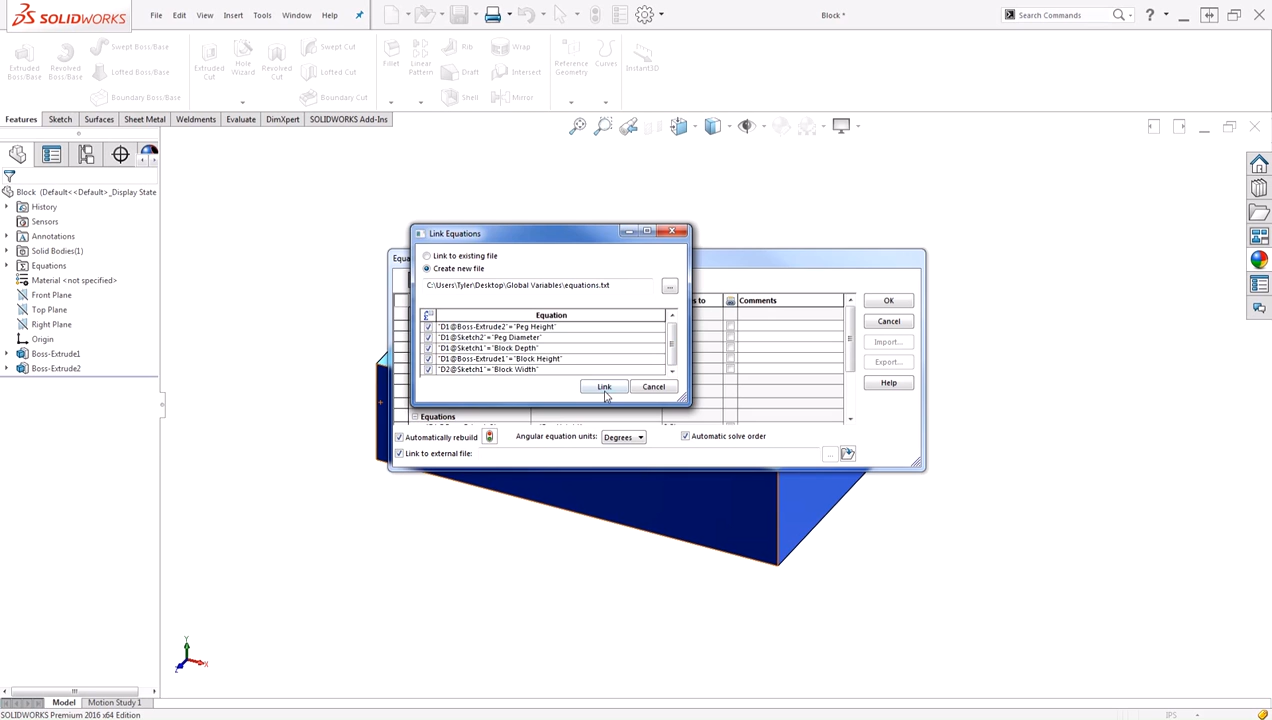 SOLIDWORKS
File Edit View Insert Tools Window Help
Block *
Search Commands
Extruded Boss/Base
Revolved Boss/Base
Swept Boss/Base
Lofted Boss/Base
Boundary Boss/Base
Extruded Cut
Hole Wizard
Revolved Cut
Swept Cut
Lofted Cut
Boundary Cut
Fillet
Linear Pattern
Rib
Draft
Shell
Wrap
Intersect
Mirror
Reference Geometry
Curves
Instant3D
Features Sketch Surfaces Sheet Metal Weldments Evaluate DimXpert SOLIDWORKS Add-Ins
Block (Default<<Default>_Display State
History
Sensors
Annotations
Solid Bodies(1)
Equations
Material <not specified>
Front Plane
Top Plane
Right Plane
Origin
Boss-Extrude1
Boss-Extrude2
Link Equations
Link to existing file
Create new file
C:\Users\Tyler\Desktop\Global Variables\equations.txt
...
Equation
"D1@Boss-Extrude2"="Peg Height"
"D1@Sketch2"="Peg Diameter"
"D1@Sketch1"="Block Depth"
"D1@Boss-Extrude1"="Block Height"
"D2@Sketch1"="Block Width"
Link Cancel
Equa
s to Comments
OK
Cancel
Import...
Export...
Help
Equations
Automatically rebuild Angular equation units: Degrees Automatic solve order
Link to external file: ...
Y
X
Z
Model Motion Study 1
SOLIDWORKS Premium 2016 x64 Edition IPS -